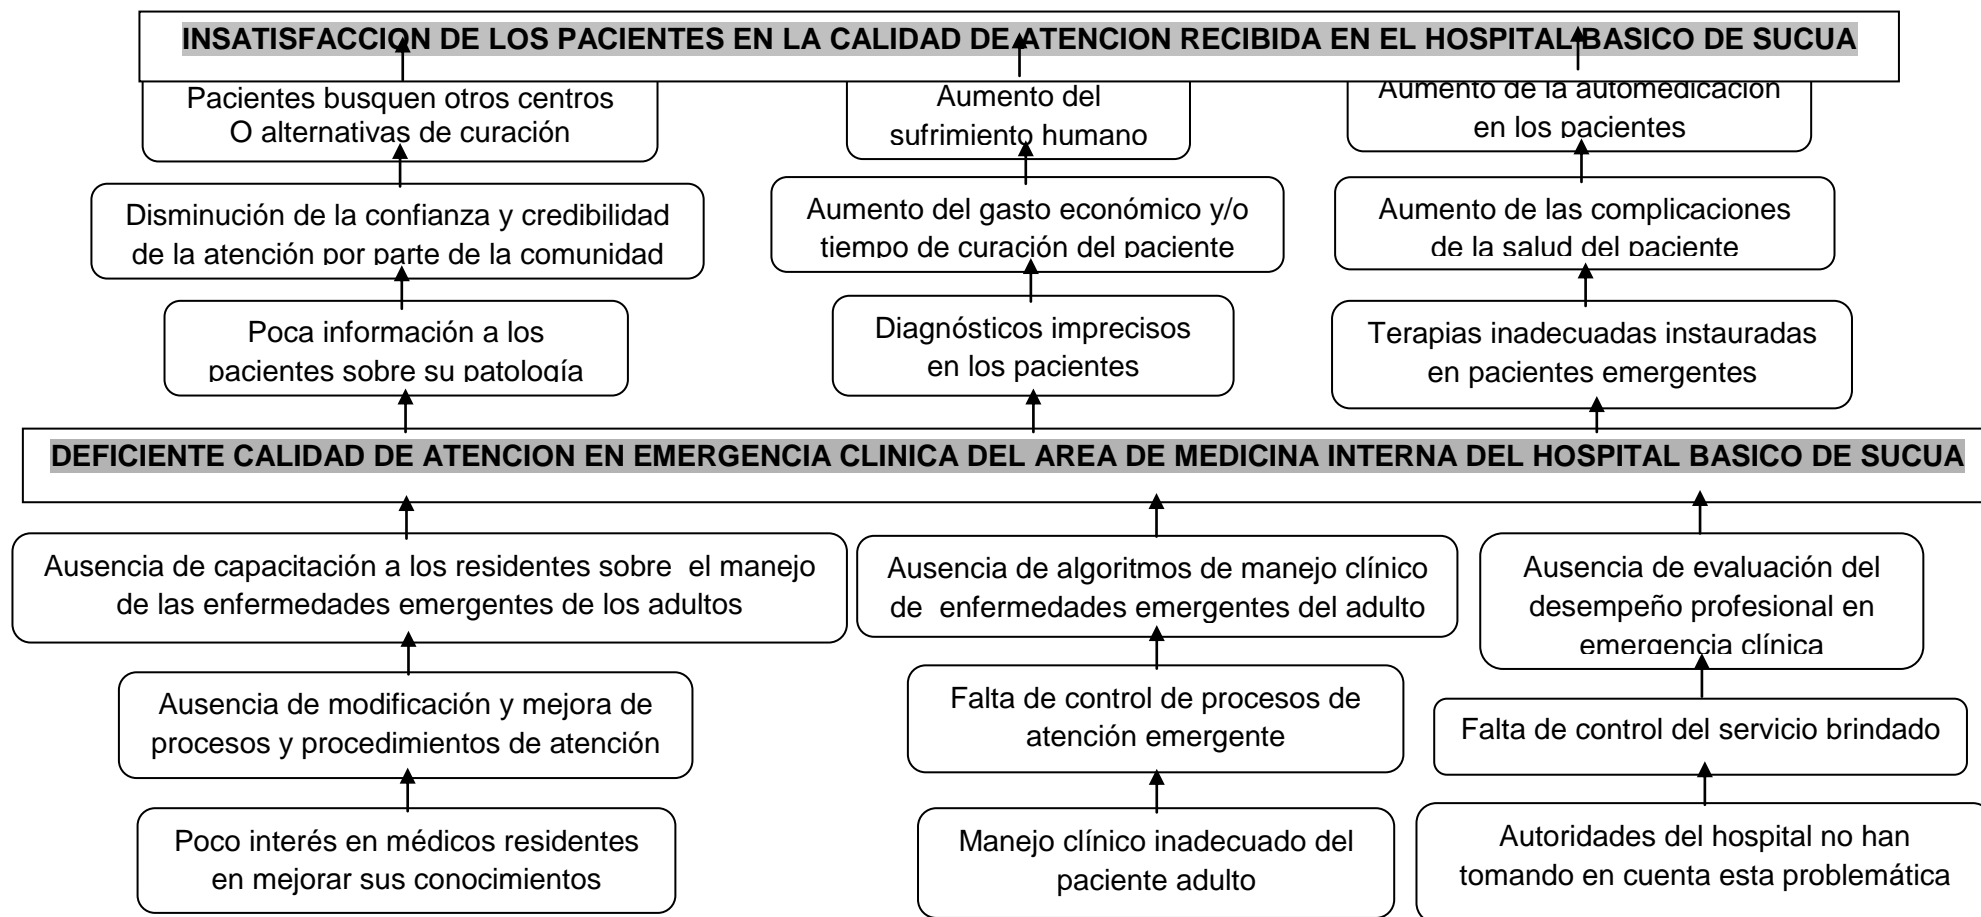 INSATISFACCION DE LOS PACIENTES EN LA CALIDAD DE ATENCION RECIBIDA EN EL HOSPITAL BASICO DE SUCUA
Pacientes busquen otros centros
O alternativas de curación
Aumento del
sufrimiento humano
Aumento de la automedicación
en los pacientes
Disminución de la confianza y credibilidad
de la atención por parte de la comunidad
Aumento del gasto económico y/o
tiempo de curación del paciente
Aumento de las complicaciones
de la salud del paciente
Poca información a los
pacientes sobre su patología
Diagnósticos imprecisos
en los pacientes
Terapias inadecuadas instauradas
en pacientes emergentes
DEFICIENTE CALIDAD DE ATENCION EN EMERGENCIA CLINICA DEL AREA DE MEDICINA INTERNA DEL HOSPITAL BASICO DE SUCUA
Ausencia de capacitación a los residentes sobre  el manejo
de las enfermedades emergentes de los adultos
Ausencia de algoritmos de manejo clínico
de  enfermedades emergentes del adulto
Ausencia de evaluación del
desempeño profesional en
emergencia clínica
Ausencia de modificación y mejora de
procesos y procedimientos de atención
Falta de control de procesos de
atención emergente
Falta de control del servicio brindado
Poco interés en médicos residentes
en mejorar sus conocimientos
Manejo clínico inadecuado del
paciente adulto
Autoridades del hospital no han
tomando en cuenta esta problemática